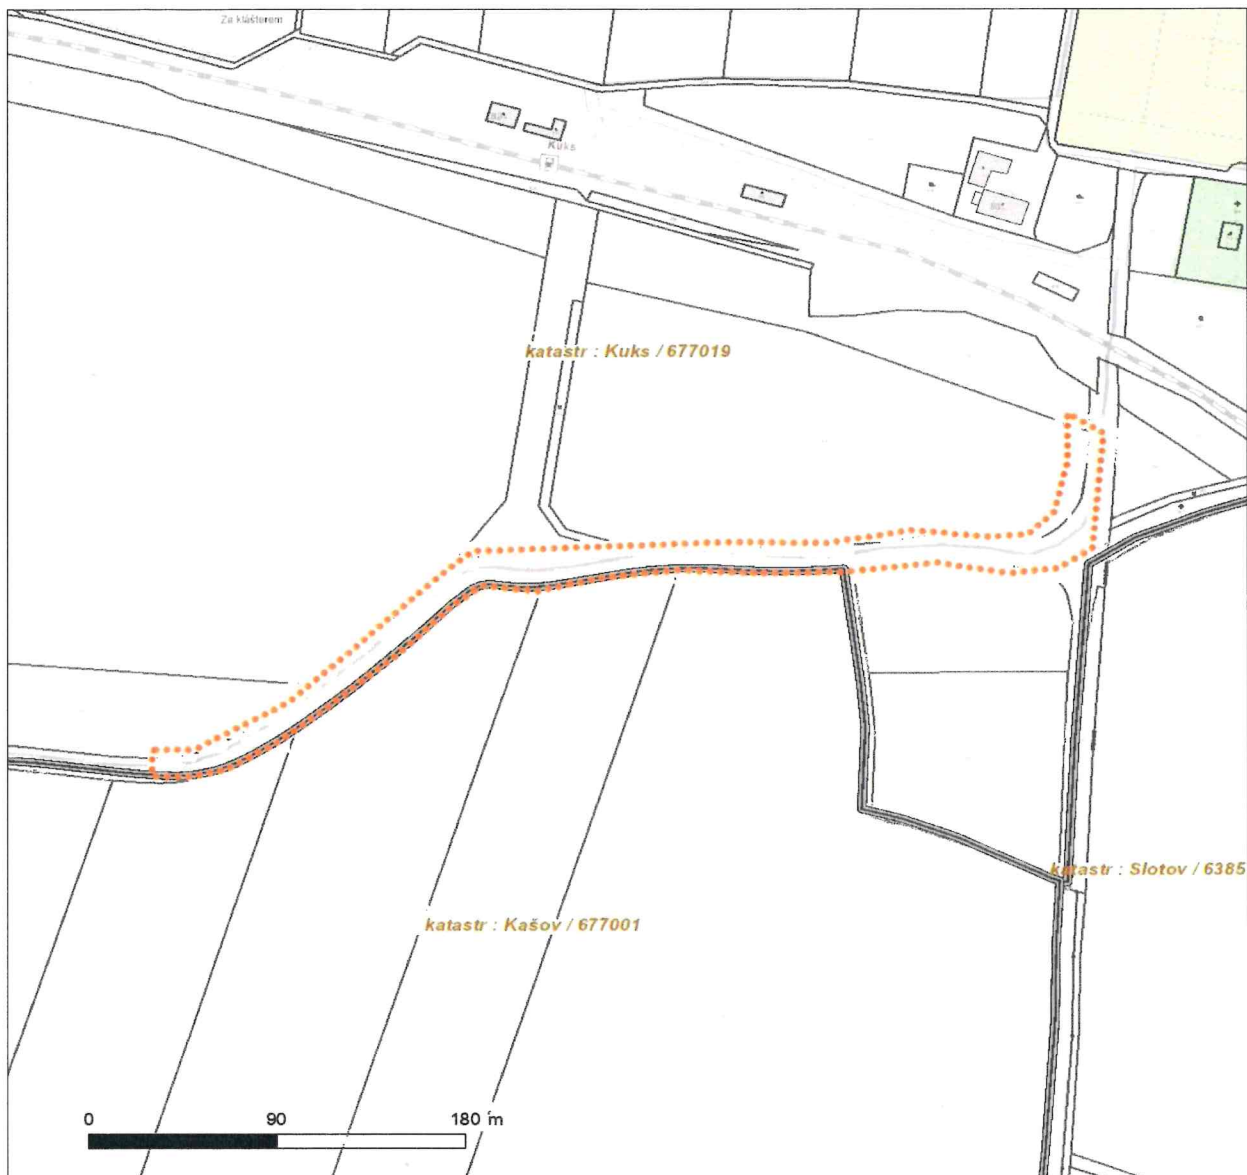 Za klášterem
Kuks
katastr : Kuks / 677019
katastr : Slotov / 6385
katastr : Kašov / 677001
0 90 180 m